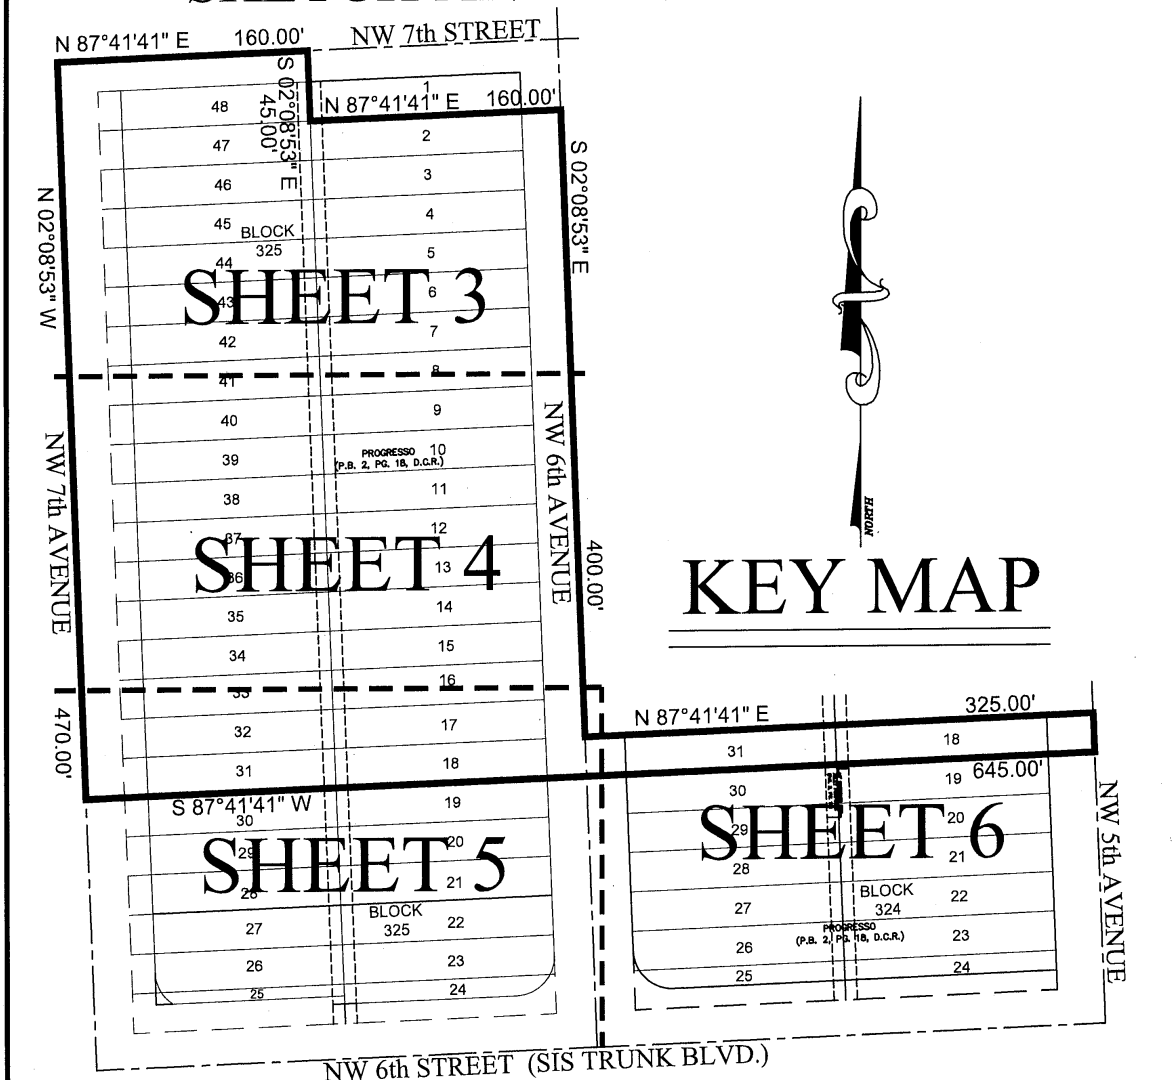 N 87°41'41" E 160.00' NW 7th STREET
S 02°08'53" E
45.00'
N 87°41'41" E 160.00'
1
48
2
47
3
46
4
45
BLOCK
325
5
44
6
43
7
42
8
41
SHEET 3
N 02°08'53" W
S 02°08'53" E
9
40
PROGRESSO
(P.B. 2, PG. 18, D.C.R.)
10
39
11
38
12
37
13
36
14
35
15
34
16
33
SHEET 4
NW 7th AVENUE
NW 6th AVENUE
400.00'
470.00'
NORTH
KEY MAP
17
32
18
31
S 87°41'41" W
19
30
20
29
21
28
SHEET 5
BLOCK
325
22
27
23
26
24
25
N 87°41'41" E 325.00'
31
18
19 645.00'
30
20
29
21
28
SHEET 6
BLOCK
324
22
27
PROGRESSO
(P.B. 2, PG. 18, D.C.R.)
23
26
24
25
NW 5th AVENUE
NW 6th STREET (SIS TRUNK BLVD.)